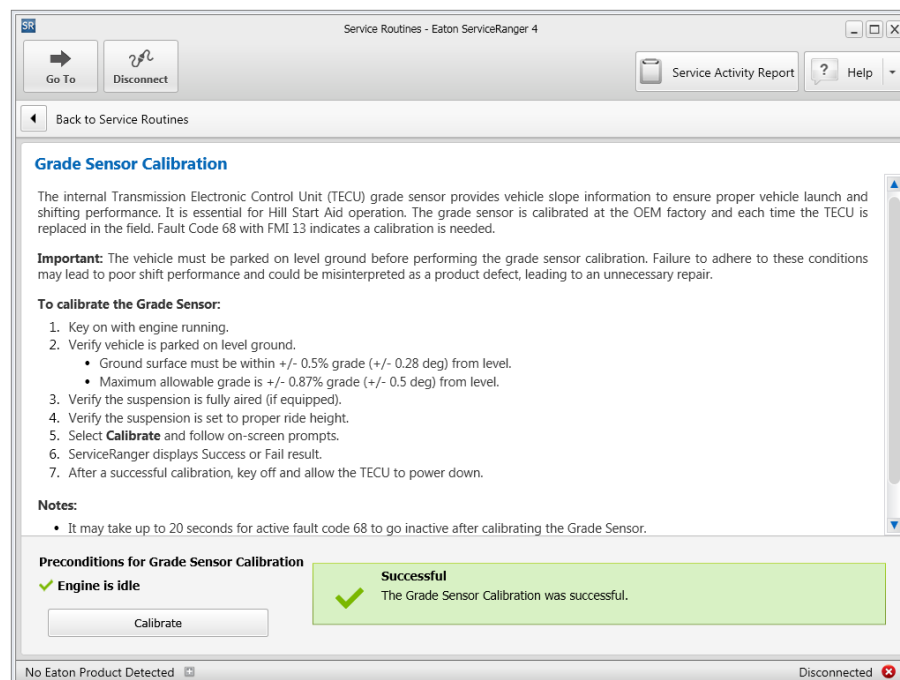 SR
Service Routines - Eaton ServiceRanger 4
Go To
Disconnect
Service Activity Report
? Help
Back to Service Routines
Grade Sensor Calibration
The internal Transmission Electronic Control Unit (TECU) grade sensor provides vehicle slope information to ensure proper vehicle launch and
shifting performance. It is essential for Hill Start Aid operation. The grade sensor is calibrated at the OEM factory and each time the TECU is
replaced in the field. Fault Code 68 with FMI 13 indicates a calibration is needed.
Important: The vehicle must be parked on level ground before performing the grade sensor calibration. Failure to adhere to these conditions
may lead to poor shift performance and could be misinterpreted as a product defect, leading to an unnecessary repair.
To calibrate the Grade Sensor:
1. Key on with engine running.
2. Verify vehicle is parked on level ground.
• Ground surface must be within +/- 0.5% grade (+/- 0.28 deg) from level.
• Maximum allowable grade is +/- 0.87% grade (+/- 0.5 deg) from level.
3. Verify the suspension is fully aired (if equipped).
4. Verify the suspension is set to proper ride height.
5. Select Calibrate and follow on-screen prompts.
6. ServiceRanger displays Success or Fail result.
7. After a successful calibration, key off and allow the TECU to power down.
Notes:
• It may take up to 20 seconds for active fault code 68 to go inactive after calibrating the Grade Sensor.
Preconditions for Grade Sensor Calibration
Engine is idle
Calibrate
Successful
The Grade Sensor Calibration was successful.
No Eaton Product Detected
Disconnected